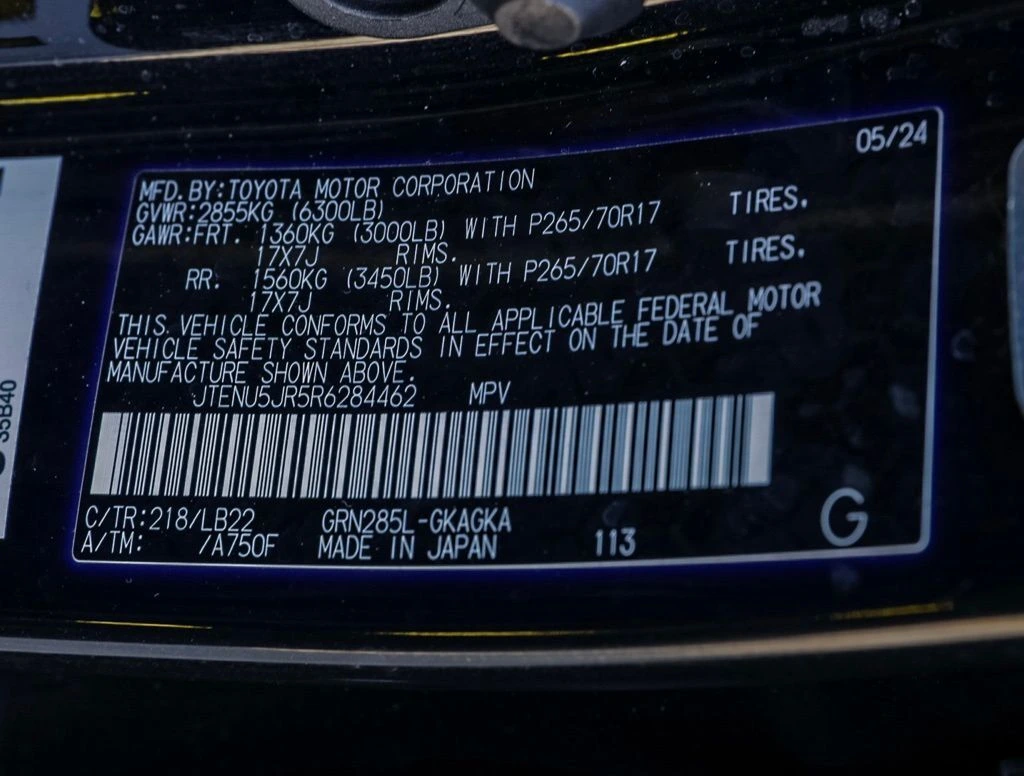 05/24
MFD. BY: TOYOTA MOTOR CORPORATION
GVWR: 2855KG (6300LB)
GAWR: FRT. 1360KG (3000LB) WITH P265/70R17 TIRES.
17X7J RIMS.
RR. 1560KG (3450LB) WITH P265/70R17 TIRES.
17X7J RIMS.
THIS VEHICLE CONFORMS TO ALL APPLICABLE FEDERAL MOTOR
VEHICLE SAFETY STANDARDS IN EFFECT ON THE DATE OF
MANUFACTURE SHOWN ABOVE.
JTENU5JR5R6284462 MPV
C/TR: 218/LB22 GRN285L-GKAGKA
A/TM: /A750F MADE IN JAPAN 113
G
35B40